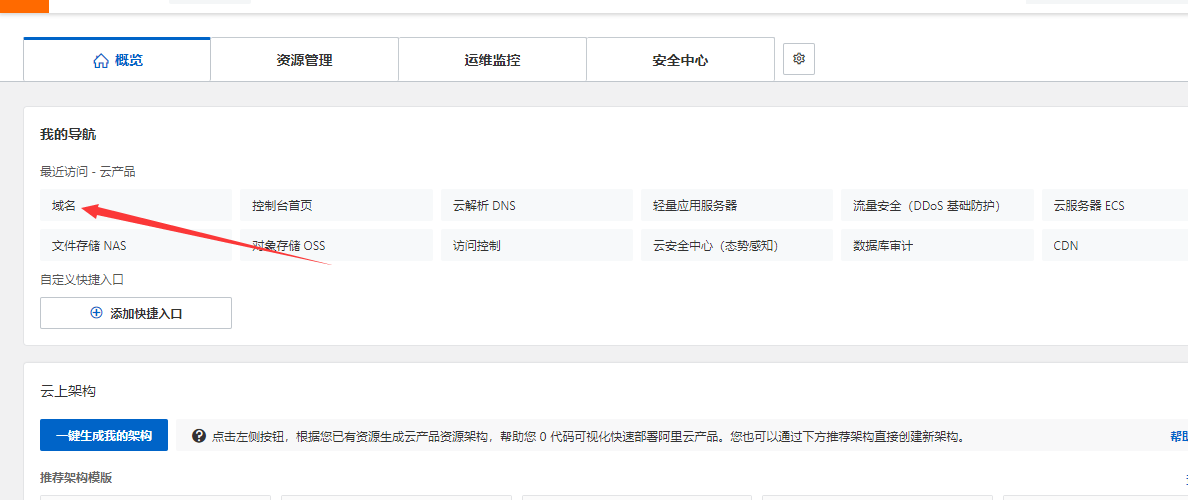 概览 资源管理 运维监控 安全中心
我的导航
最近访问 - 云产品
域名 控制台首页 云解析 DNS 轻量应用服务器 流量安全（DDoS 基础防护） 云服务器 ECS
文件存储 NAS 对象存储 OSS 访问控制 云安全中心（态势感知） 数据库审计 CDN
自定义快捷入口
添加快捷入口
云上架构
一键生成我的架构 点击左侧按钮，根据您已有资源生成云产品资源架构，帮助您 0 代码可视化快速部署阿里云产品。您也可以通过下方推荐架构直接创建新架构。 帮
推荐架构模版